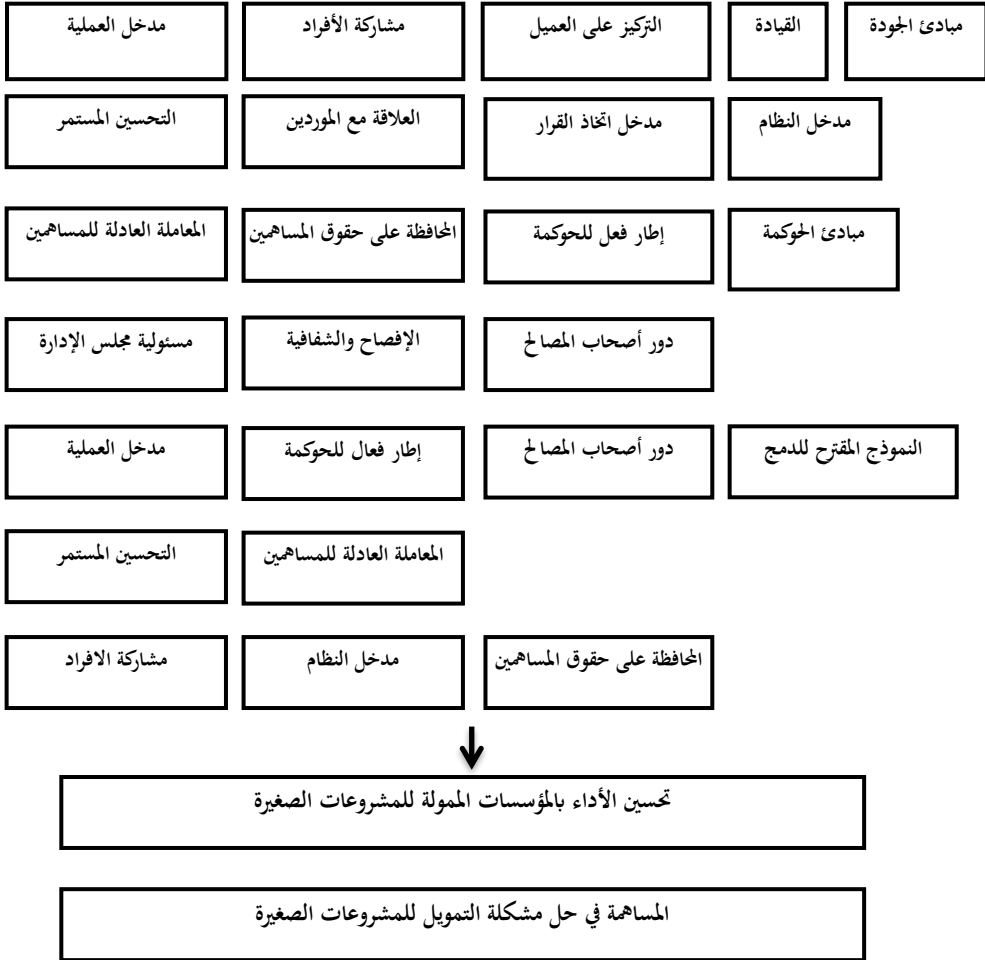 مبادئ الجودة
القيادة
التركيز على العميل
مشاركة الأفراد
مدخل العملية
مدخل النظام
مدخل اتخاذ القرار
العلاقة مع الموردين
التحسين المستمر
مبادئ الحوكمة
إطار فعل للحوكمة
المحافظة على حقوق المساهمين
المعاملة العادلة للمساهمين
دور أصحاب المصالح
الإفصاح والشفافية
مسئولية مجلس الإدارة
النموذج المقترح للدمج
دور أصحاب المصالح
إطار فعال للحوكمة
مدخل العملية
المعاملة العادلة للمساهمين
التحسين المستمر
المحافظة على حقوق المساهمين
مدخل النظام
مشاركة الافراد
تحسين الأداء بالمؤسسات الممولة للمشروعات الصغيرة
المساهمة في حل مشكلة التمويل للمشروعات الصغيرة